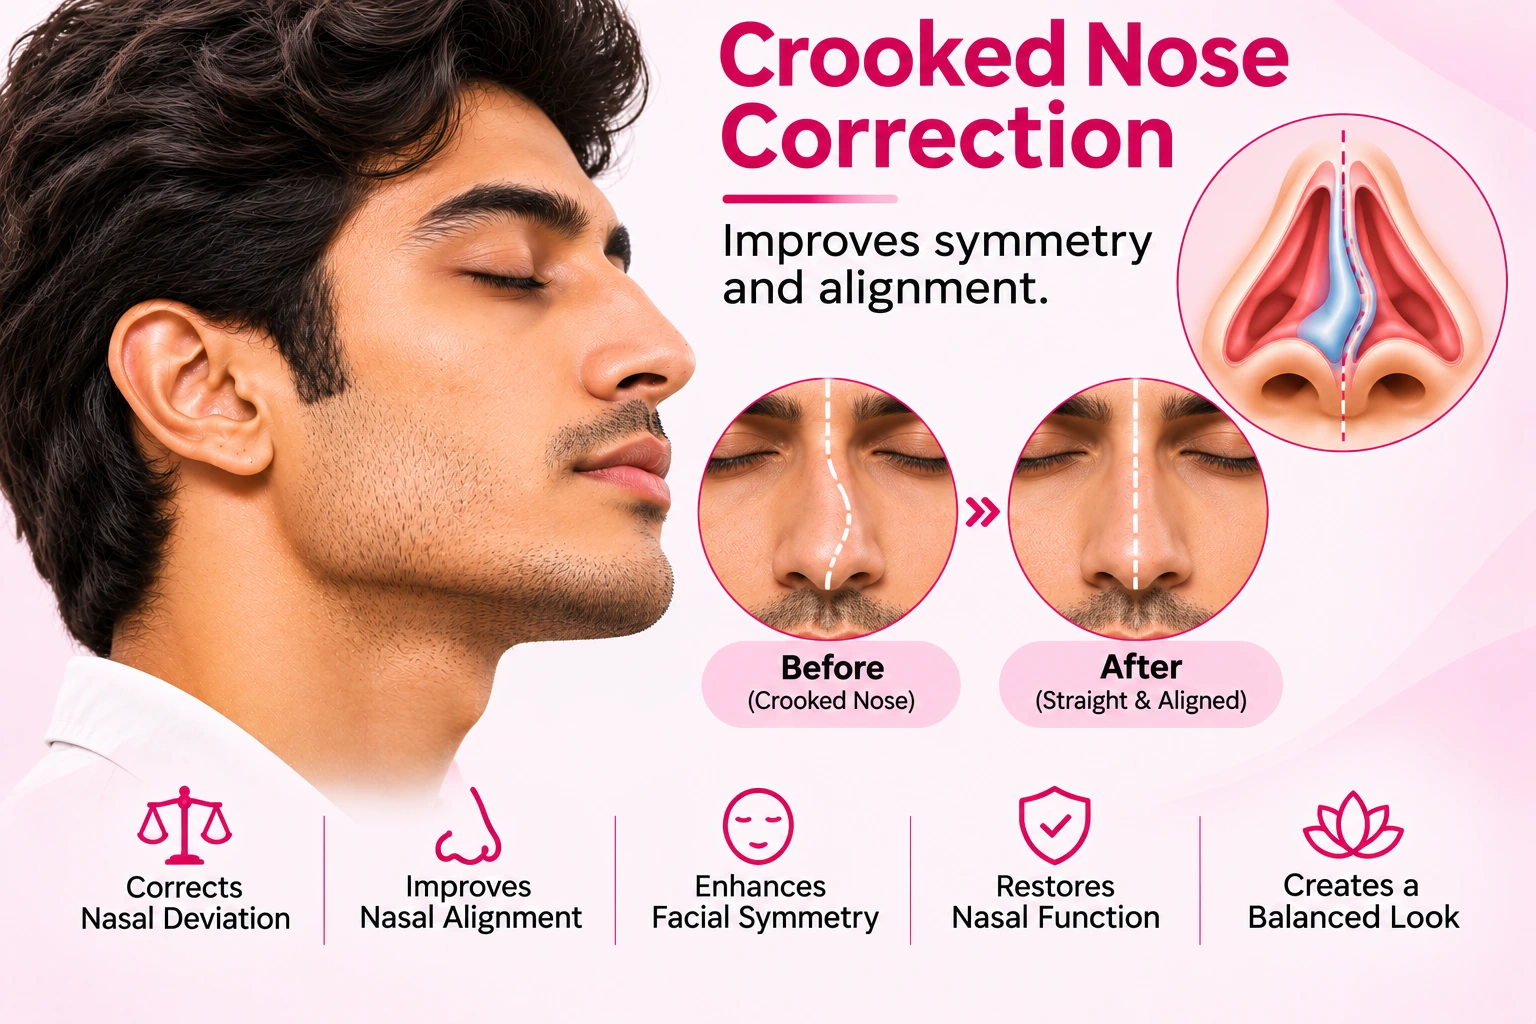 Crooked Nose
Correction
Improves symmetry
and alignment.
Before
(Crooked Nose)
After
(Straight & Aligned)
Corrects
Nasal Deviation
Improves
Nasal Alignment
Enhances
Facial Symmetry
Restores
Nasal Function
Creates a
Balanced Look